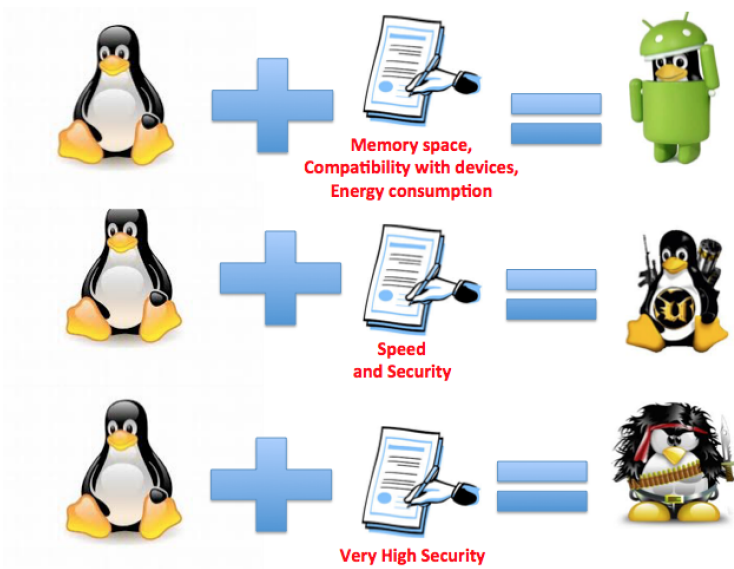 Memory space,
Compatibility with devices,
Energy consumption
Speed
and Security
Very High Security